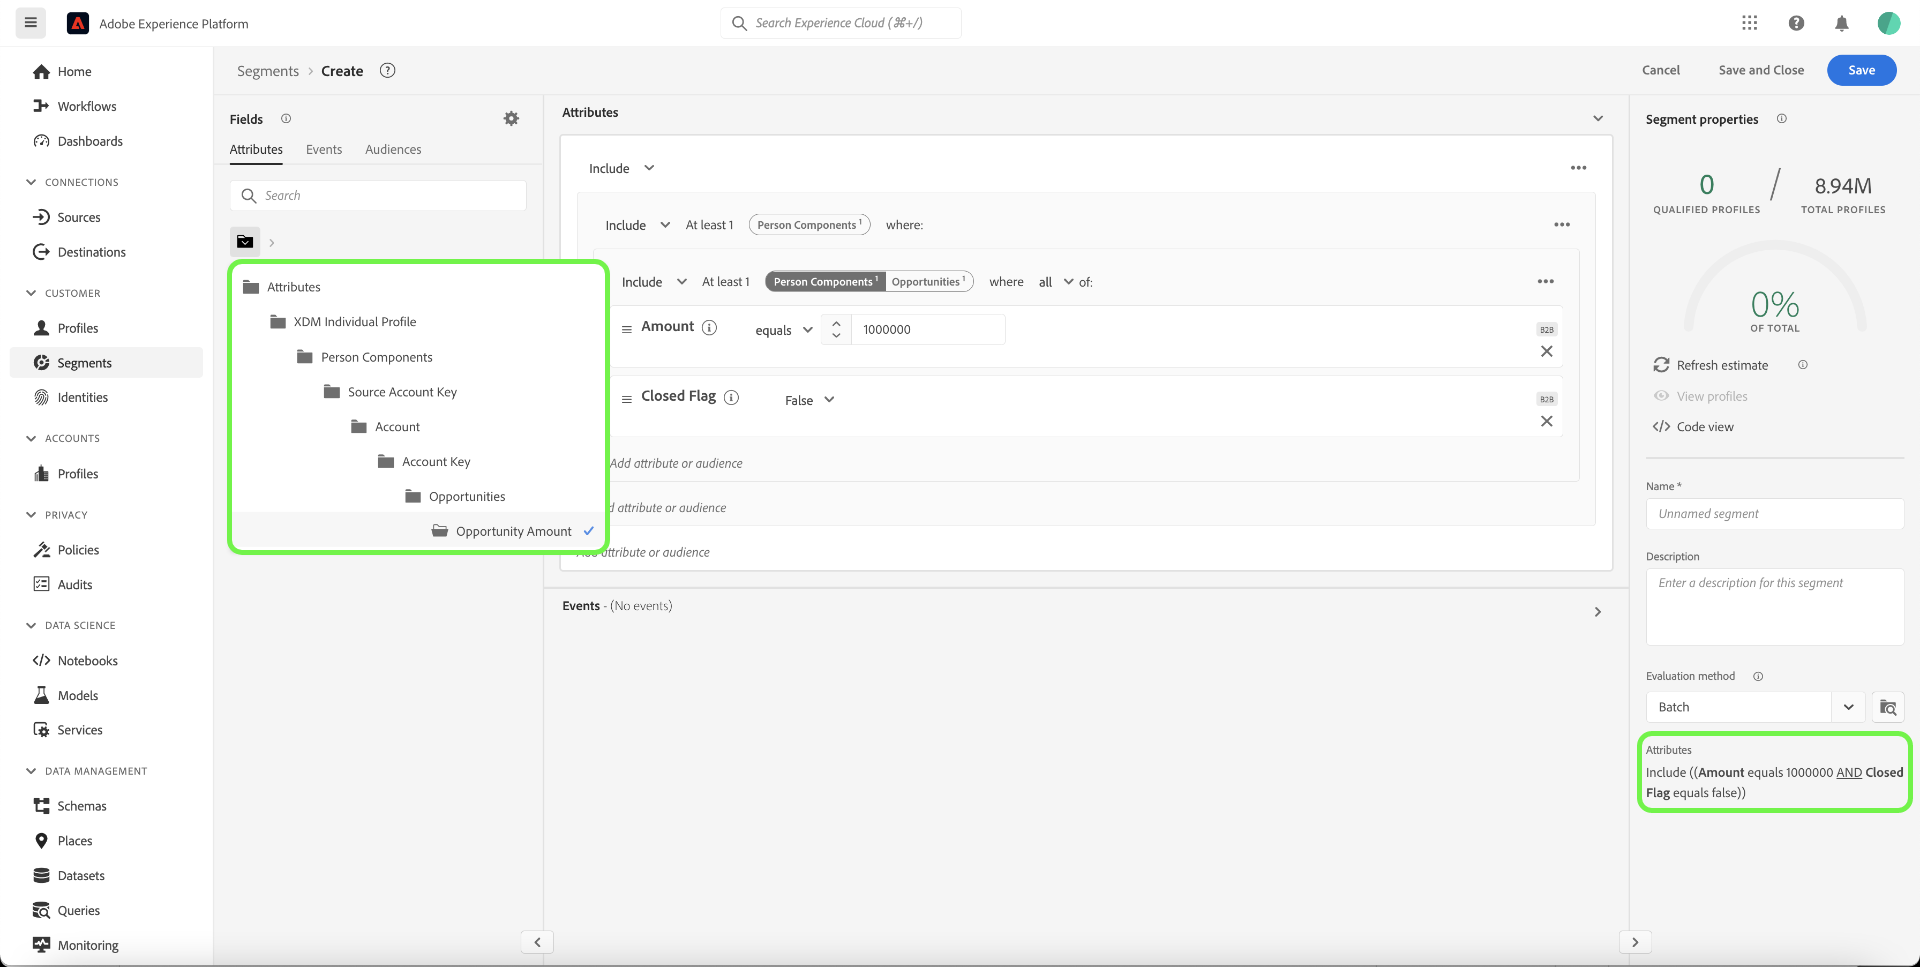 Adobe Experience Platform
Search Experience Cloud (⌘+/)
Home
Workflows
Dashboards
CONNECTIONS
Sources
Destinations
CUSTOMER
Profiles
Segments
Identities
ACCOUNTS
Profiles
PRIVACY
Policies
Audits
DATA SCIENCE
Notebooks
Models
Services
DATA MANAGEMENT
Schemas
Places
Datasets
Queries
Monitoring
Segments › Create
Cancel
Save and Close
Save
Fields
Attributes Events Audiences
Search
Attributes
XDM Individual Profile
Person Components
Source Account Key
Account
Account Key
Opportunities
Opportunity Amount
Attributes
Include
Include At least 1 Person Components 1 where:
Include At least 1 Person Components 1 Opportunities 1 where all of:
Amount equals 1000000 B2B
Closed Flag False B2B
Add attribute or audience
d attribute or audience
Add attribute or audience
Events - (No events)
Segment properties
0 / 8.94M
QUALIFIED PROFILES TOTAL PROFILES
0%
OF TOTAL
Refresh estimate
View profiles
Code view
Name *
Unnamed segment
Description
Enter a description for this segment
Evaluation method
Batch
Attributes
Include ((Amount equals 1000000 AND Closed
Flag equals false))